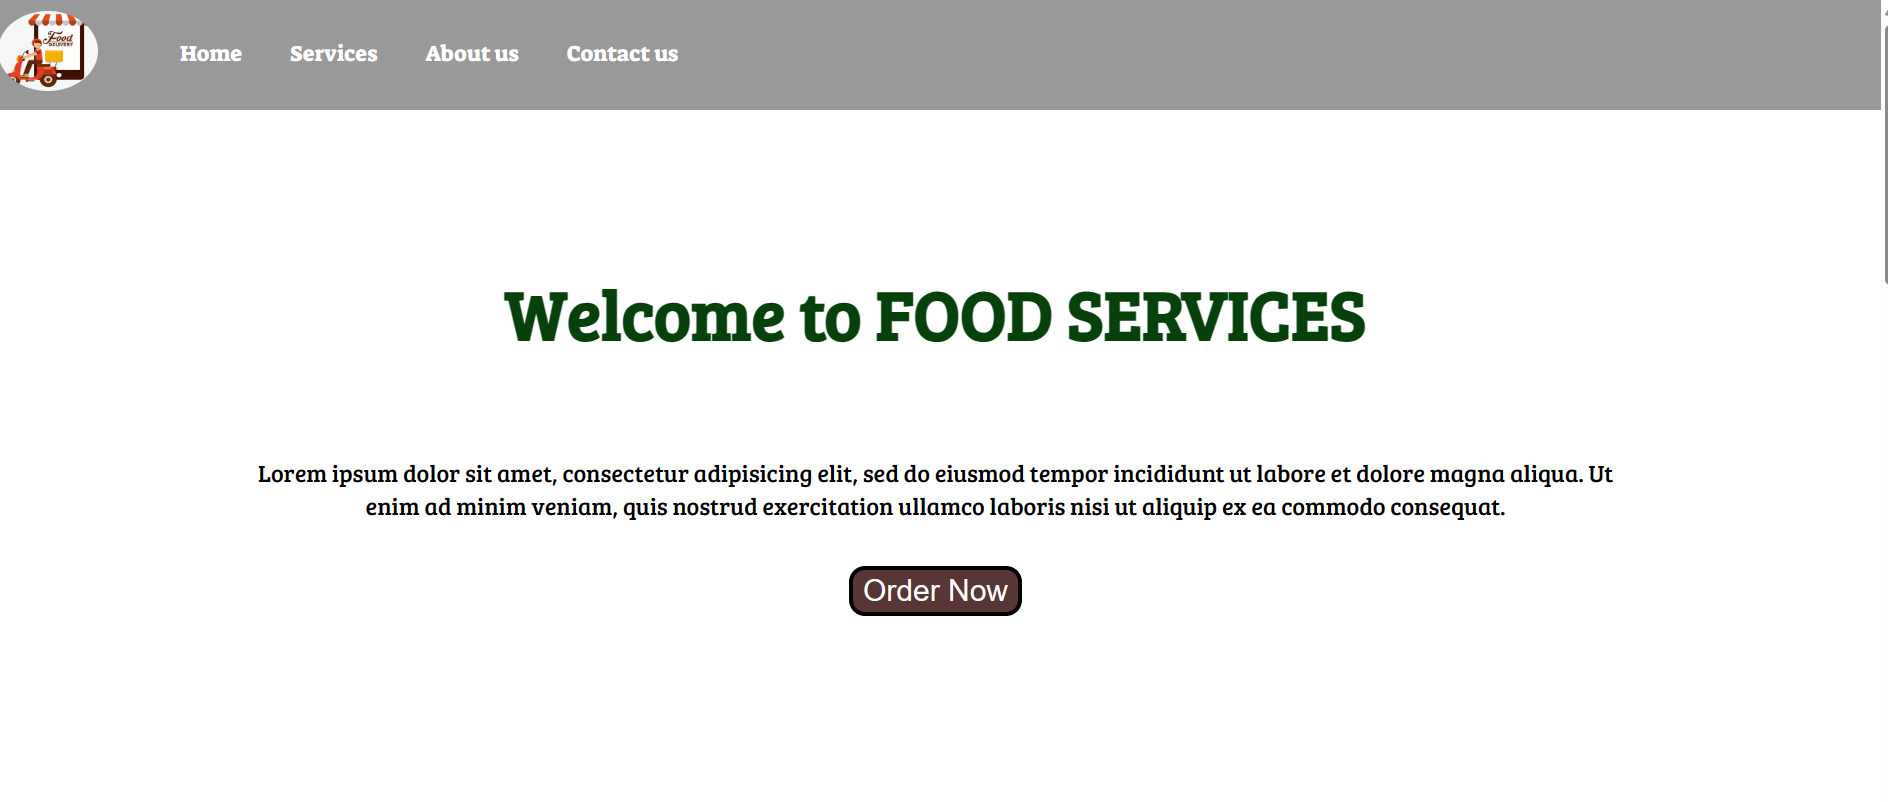 Food
DELIVERY
Home Services About us Contact us
Welcome to FOOD SERVICES
Lorem ipsum dolor sit amet, consectetur adipisicing elit, sed do eiusmod tempor incididunt ut labore et dolore magna aliqua. Ut
enim ad minim veniam, quis nostrud exercitation ullamco laboris nisi ut aliquip ex ea commodo consequat.
Order Now